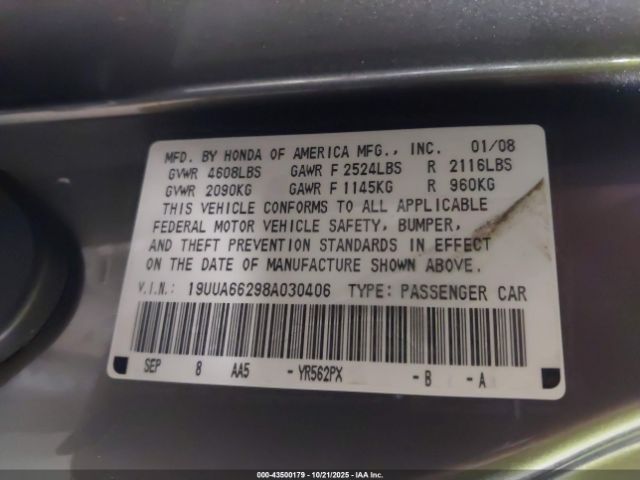 MFD. BY HONDA OF AMERICA MFG., INC. 01/08
GVWR 4608LBS GAWR F 2524LBS R 2116LBS
GVWR 2090KG GAWR F 1145KG R 960KG
THIS VEHICLE CONFORMS TO ALL APPLICABLE
FEDERAL MOTOR VEHICLE SAFETY, BUMPER,
AND THEFT PREVENTION STANDARDS IN EFFECT
ON THE DATE OF MANUFACTURE SHOWN ABOVE.
V.I.N.: 19UUA66298A030406 TYPE: PASSENGER CAR
SEP 8 AA5 - YR562PX - B - A
000-43500179 | 10/21/2025 | IAA Inc.